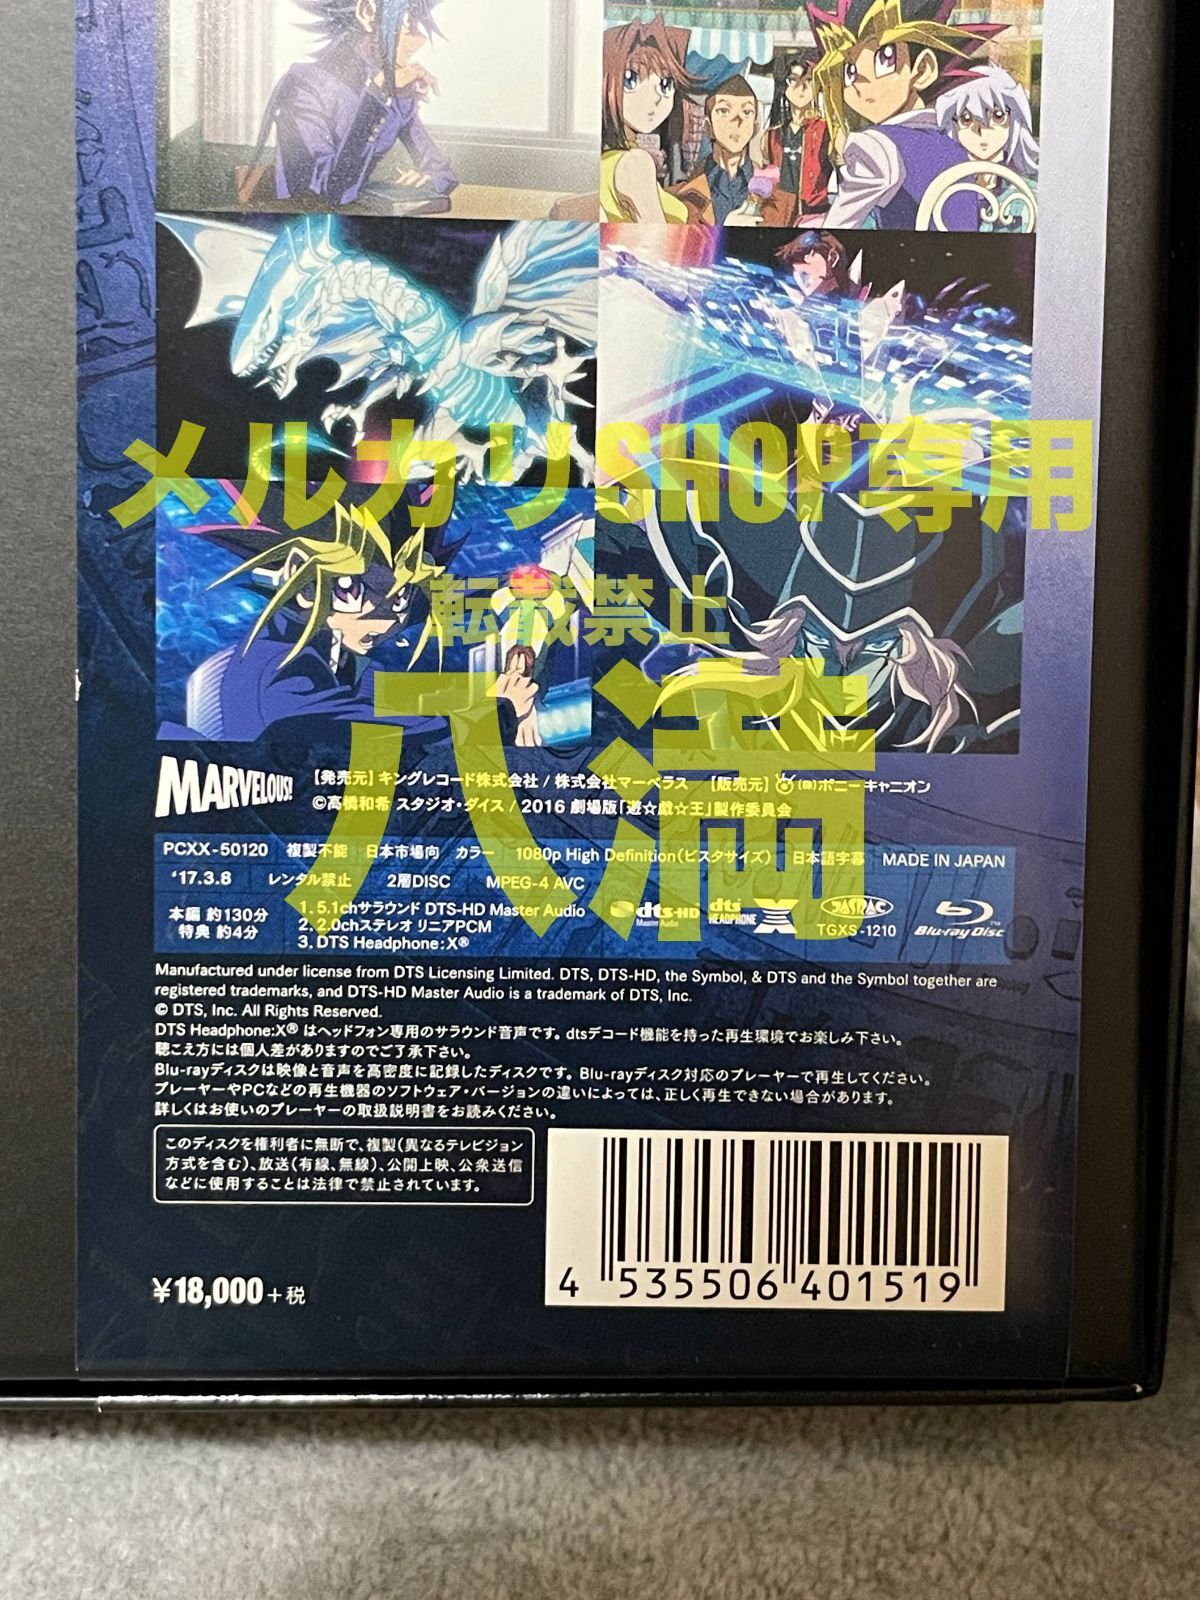 メルカリSHOP専用
転載禁止
八満
MARVELOUS!
【発売元】キングレコード株式会社 / 株式会社マーベラス 【販売元】(株)ポニーキャニオン
©高橋和希 スタジオ・ダイス / 2016 劇場版「遊☆戯☆王」製作委員会
PCXX-50120 複製不能 日本市場向 カラー 1080p High Definition(ビスタサイズ) 日本語字幕 MADE IN JAPAN
'17.3.8 レンタル禁止 2層DISC MPEG-4 AVC
本編 約130分
特典 約4分
1. 5.1chサラウンド DTS-HD Master Audio
2. 2.0chステレオ リニアPCM
3. DTS Headphone:X®
dts-HD
Master Audio
dts
HEADPHONE X
JASRAC
TGXS-1210
Blu-ray Disc
Manufactured under license from DTS Licensing Limited. DTS, DTS-HD, the Symbol, & DTS and the Symbol together are
registered trademarks, and DTS-HD Master Audio is a trademark of DTS, Inc.
© DTS, Inc. All Rights Reserved.
DTS Headphone:X® はヘッドフォン専用のサラウンド音声です。dtsデコード機能を持った再生環境でお楽しみ下さい。
聴こえ方には個人差がありますのでご了承下さい。
Blu-rayディスクは映像と音声を高密度に記録したディスクです。Blu-rayディスク対応のプレーヤーで再生してください。
プレーヤーやPCなどの再生機器のソフトウェア・バージョンの違いによっては、正しく再生できない場合があります。
詳しくはお使いのプレーヤーの取扱説明書をお読みください。
このディスクを権利者に無断で、複製(異なるテレビジョン
方式を含む)、放送(有線、無線)、公開上映、公衆送信
などに使用することは法律で禁止されています。
¥18,000+税
4 535506 401519